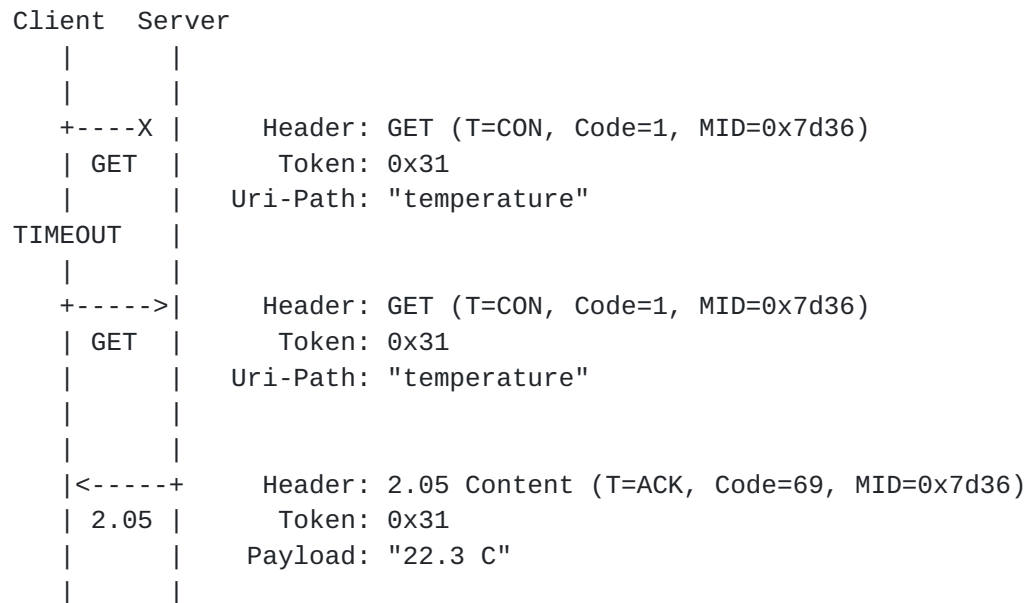 Client  Server
   |      |
   |      |
   +----X |     Header: GET (T=CON, Code=1, MID=0x7d36)
   | GET  |      Token: 0x31
   |      |   Uri-Path: "temperature"
TIMEOUT   |
   |      |
   +----->|     Header: GET (T=CON, Code=1, MID=0x7d36)
   | GET  |      Token: 0x31
   |      |   Uri-Path: "temperature"
   |      |
   |      |
   |<-----+     Header: 2.05 Content (T=ACK, Code=69, MID=0x7d36)
   | 2.05 |      Token: 0x31
   |      |    Payload: "22.3 C"
   |      |